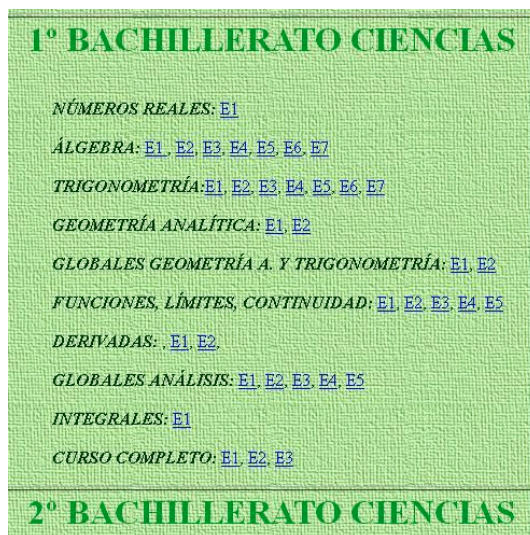 1º BACHILLERATO CIENCIAS
NÚMEROS REALES: E1
ÁLGEBRA: E1 , E2, E3, E4, E5, E6, E7
TRIGONOMETRÍA:E1, E2, E3, E4, E5, E6, E7
GEOMETRÍA ANALÍTICA: E1, E2
GLOBALES GEOMETRÍA A. Y TRIGONOMETRÍA: E1, E2
FUNCIONES, LÍMITES, CONTINUIDAD: E1, E2, E3, E4, E5
DERIVADAS: , E1, E2,
GLOBALES ANÁLISIS: E1, E2, E3, E4, E5
INTEGRALES: E1
CURSO COMPLETO: E1, E2, E3
2º BACHILLERATO CIENCIAS